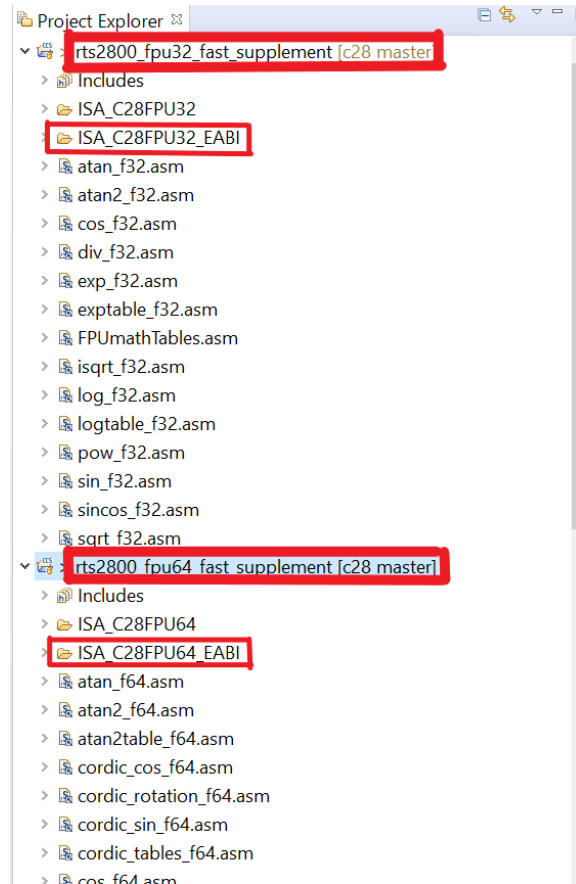 Project Explorer
rts2800_fpu32_fast_supplement [c28 master]
Includes
ISA_C28FPU32
ISA_C28FPU32_EABI
atan_f32.asm
atan2_f32.asm
cos_f32.asm
div_f32.asm
exp_f32.asm
exptable_f32.asm
FPUmathTables.asm
isqrt_f32.asm
log_f32.asm
logtable_f32.asm
pow_f32.asm
sin_f32.asm
sincos_f32.asm
sqrt_f32.asm
rts2800_fpu64_fast_supplement [c28 master]
Includes
ISA_C28FPU64
ISA_C28FPU64_EABI
atan_f64.asm
atan2_f64.asm
atan2table_f64.asm
cordic_cos_f64.asm
cordic_rotation_f64.asm
cordic_sin_f64.asm
cordic_tables_f64.asm
cos_f64.asm